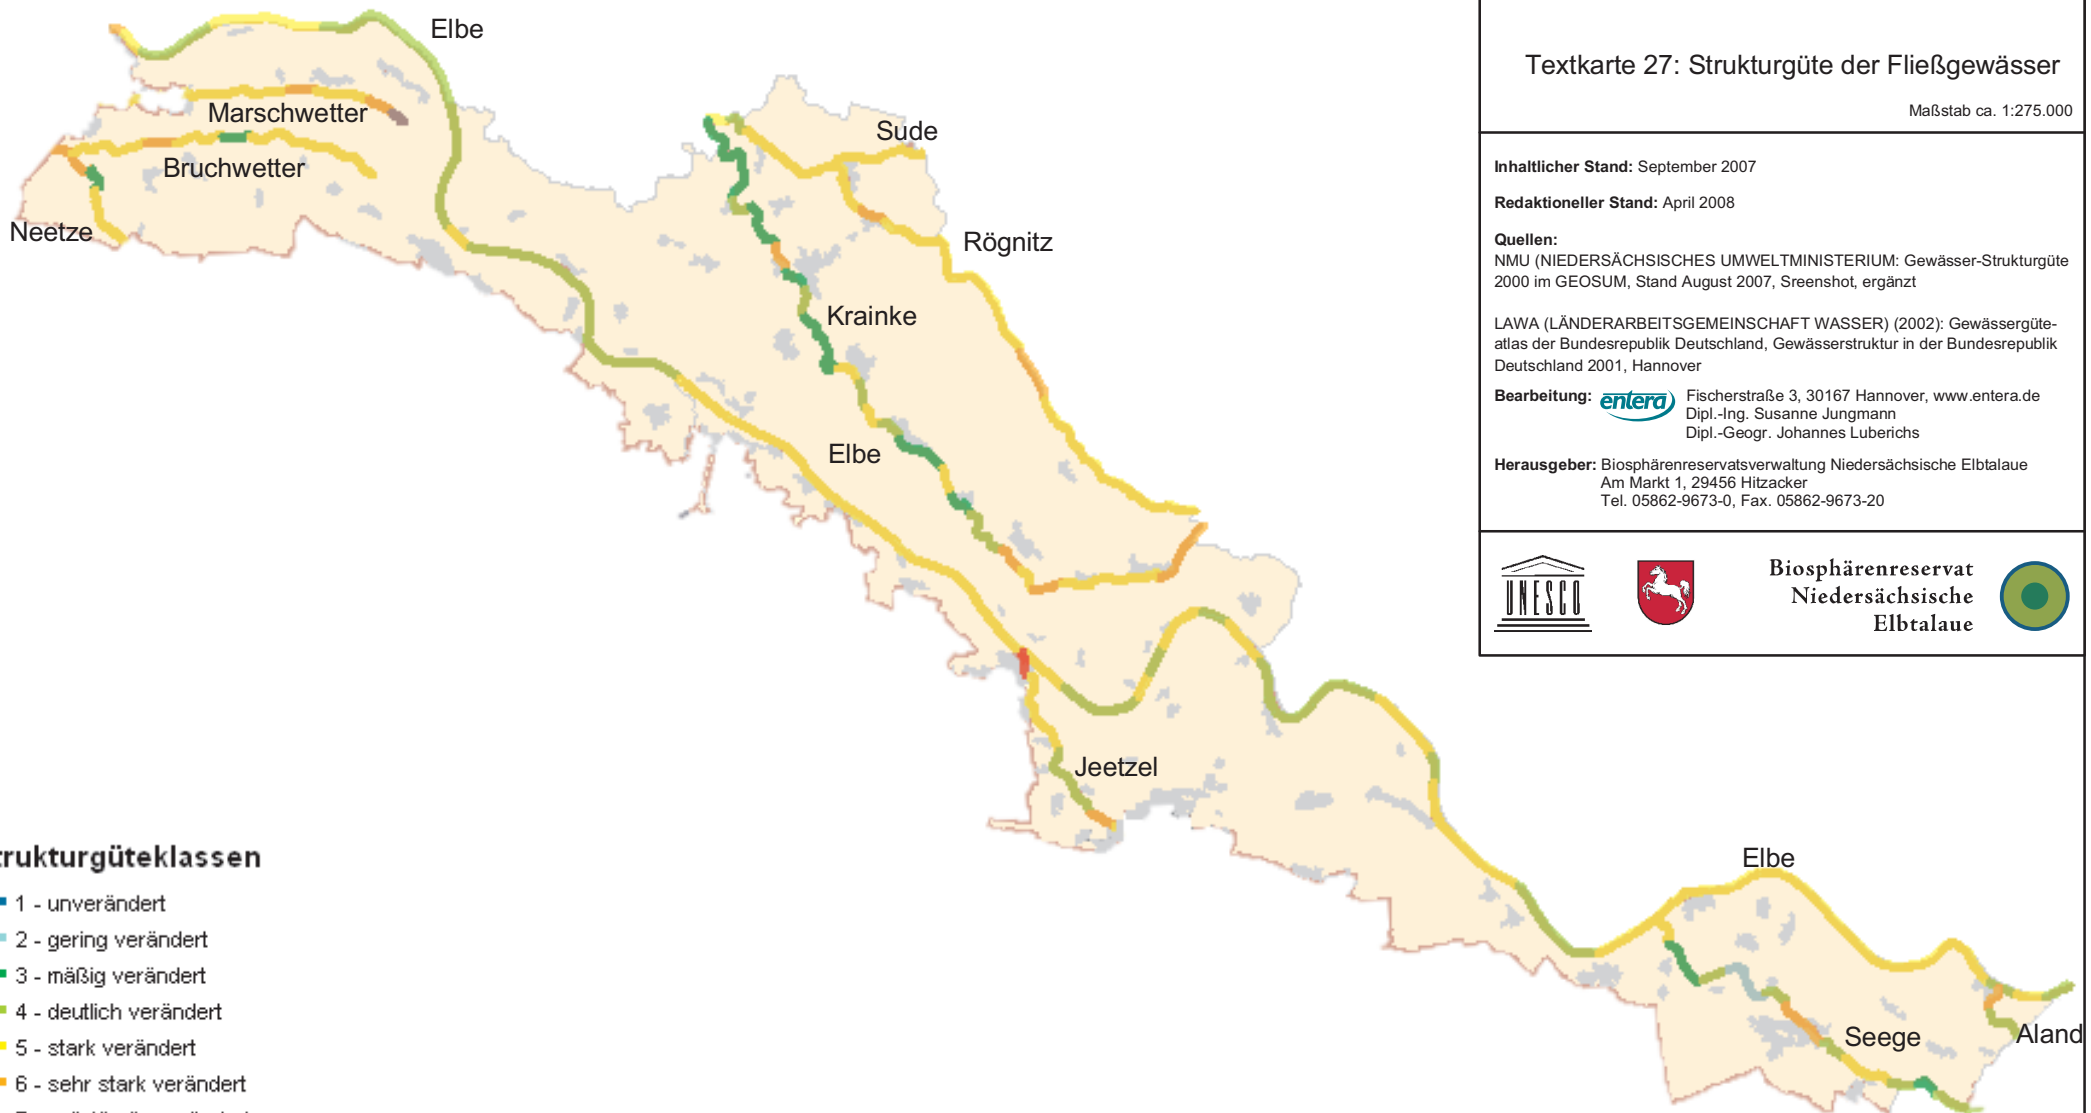 Elbe
Marschwetter
Bruchwetter
Neetze
Sude
Rögnitz
Krainke
Elbe
Jeetzel
Elbe
Seege
Aland
Textkarte 27: Strukturgüte der Fließgewässer
Maßstab ca. 1:275.000
Inhaltlicher Stand: September 2007
Redaktioneller Stand: April 2008
Quellen:
NMU (NIEDERSÄCHSISCHES UMWELTMINISTERIUM: Gewässer-Strukturgüte
2000 im GEOSUM, Stand August 2007, Sreenshot, ergänzt
LAWA (LÄNDERARBEITSGEMEINSCHAFT WASSER) (2002): Gewässergüte-
atlas der Bundesrepublik Deutschland, Gewässerstruktur in der Bundesrepublik
Deutschland 2001, Hannover
Bearbeitung: entera Fischerstraße 3, 30167 Hannover, www.entera.de
Dipl.-Ing. Susanne Jungmann
Dipl.-Geogr. Johannes Luberichs
Herausgeber: Biosphärenreservatsverwaltung Niedersächsische Elbtalaue
Am Markt 1, 29456 Hitzacker
Tel. 05862-9673-0, Fax. 05862-9673-20
UNESCO
Biosphärenreservat
Niedersächsische
Elbtalaue
trukturgüteklassen
1 - unverändert
2 - gering verändert
3 - mäßig verändert
4 - deutlich verändert
5 - stark verändert
6 - sehr stark verändert